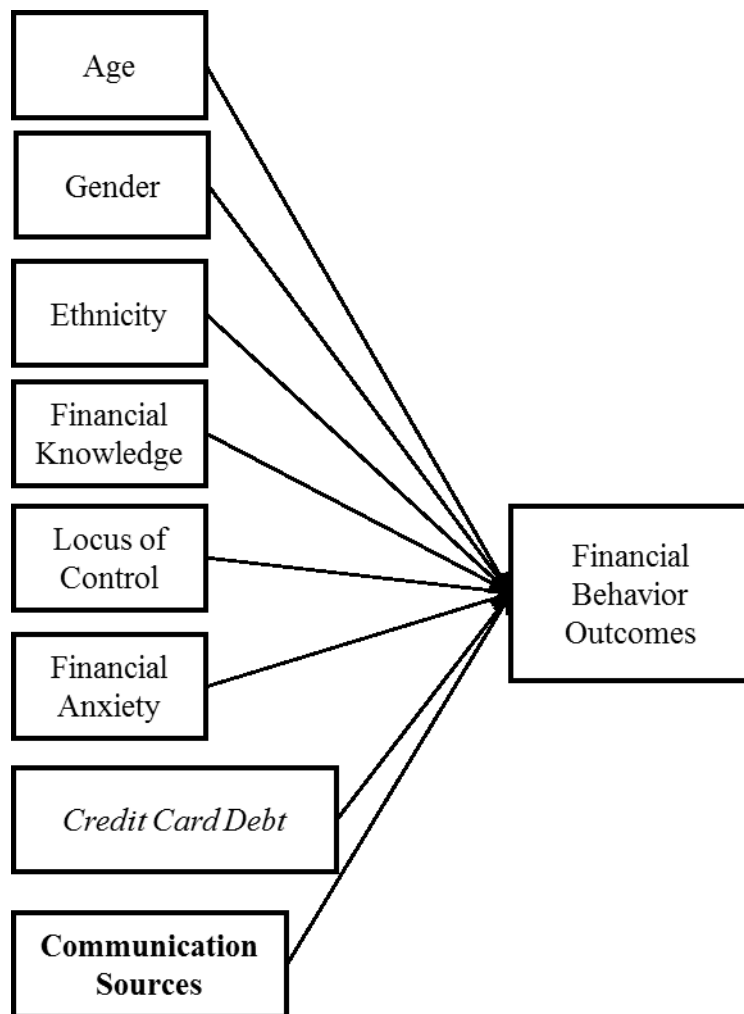 Age
Gender
Ethnicity
Financial
Knowledge
Locus of
Control
Financial
Anxiety
Credit Card Debt
Communication
Sources
Financial
Behavior
Outcomes